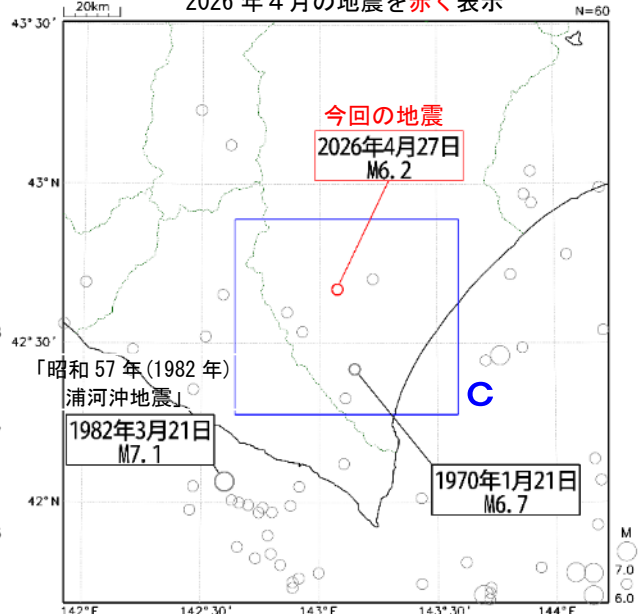 2026 年４月の地震を赤く表示
20km
N=60
43°30′
今回の地震
2026年4月27日
M6.2
43°N
42°30′
「昭和 57 年(1982 年)
浦河沖地震」
1982年3月21日
M7.1
C
1970年1月21日
M6.7
42°N
M
7.0
6.0
142°E
142°30′
143°E
143°30′
144°E